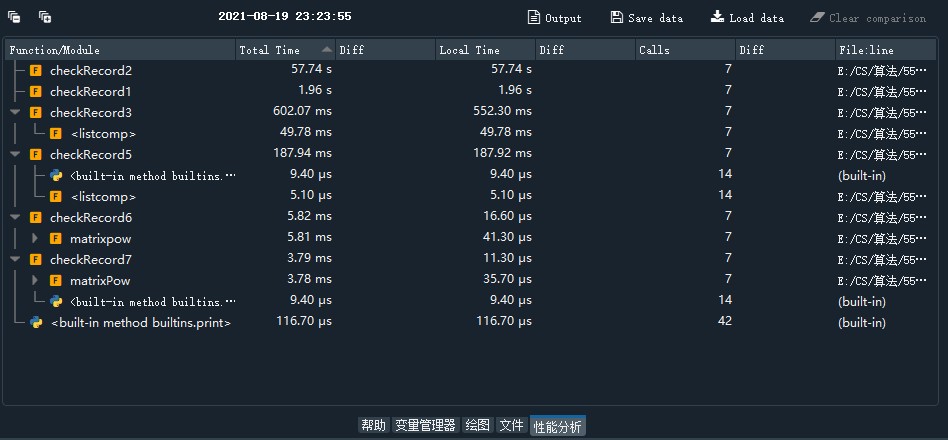 2021-08-19 23:23:55 Output Save data Load data Clear comparison
Function/Module Total Time Diff Local Time Diff Calls Diff File:line
checkRecord2 57.74 s 57.74 s 7 E:/CS/算法/55…
checkRecord1 1.96 s 1.96 s 7 E:/CS/算法/55…
checkRecord3 602.07 ms 552.30 ms 7 E:/CS/算法/55…
<listcomp> 49.78 ms 49.78 ms 7 E:/CS/算法/55…
checkRecord5 187.94 ms 187.92 ms 7 E:/CS/算法/55…
<built-in method builtins.… 9.40 µs 9.40 µs 14 (built-in)
<listcomp> 5.10 µs 5.10 µs 14 E:/CS/算法/55…
checkRecord6 5.82 ms 16.60 µs 7 E:/CS/算法/55…
matrixpow 5.81 ms 41.30 µs 7 E:/CS/算法/55…
checkRecord7 3.79 ms 11.30 µs 7 E:/CS/算法/55…
matrixPow 3.78 ms 35.70 µs 7 E:/CS/算法/55…
<built-in method builtins.… 9.40 µs 9.40 µs 14 (built-in)
<built-in method builtins.print> 116.70 µs 116.70 µs 42 (built-in)
帮助 变量管理器 绘图 文件 性能分析